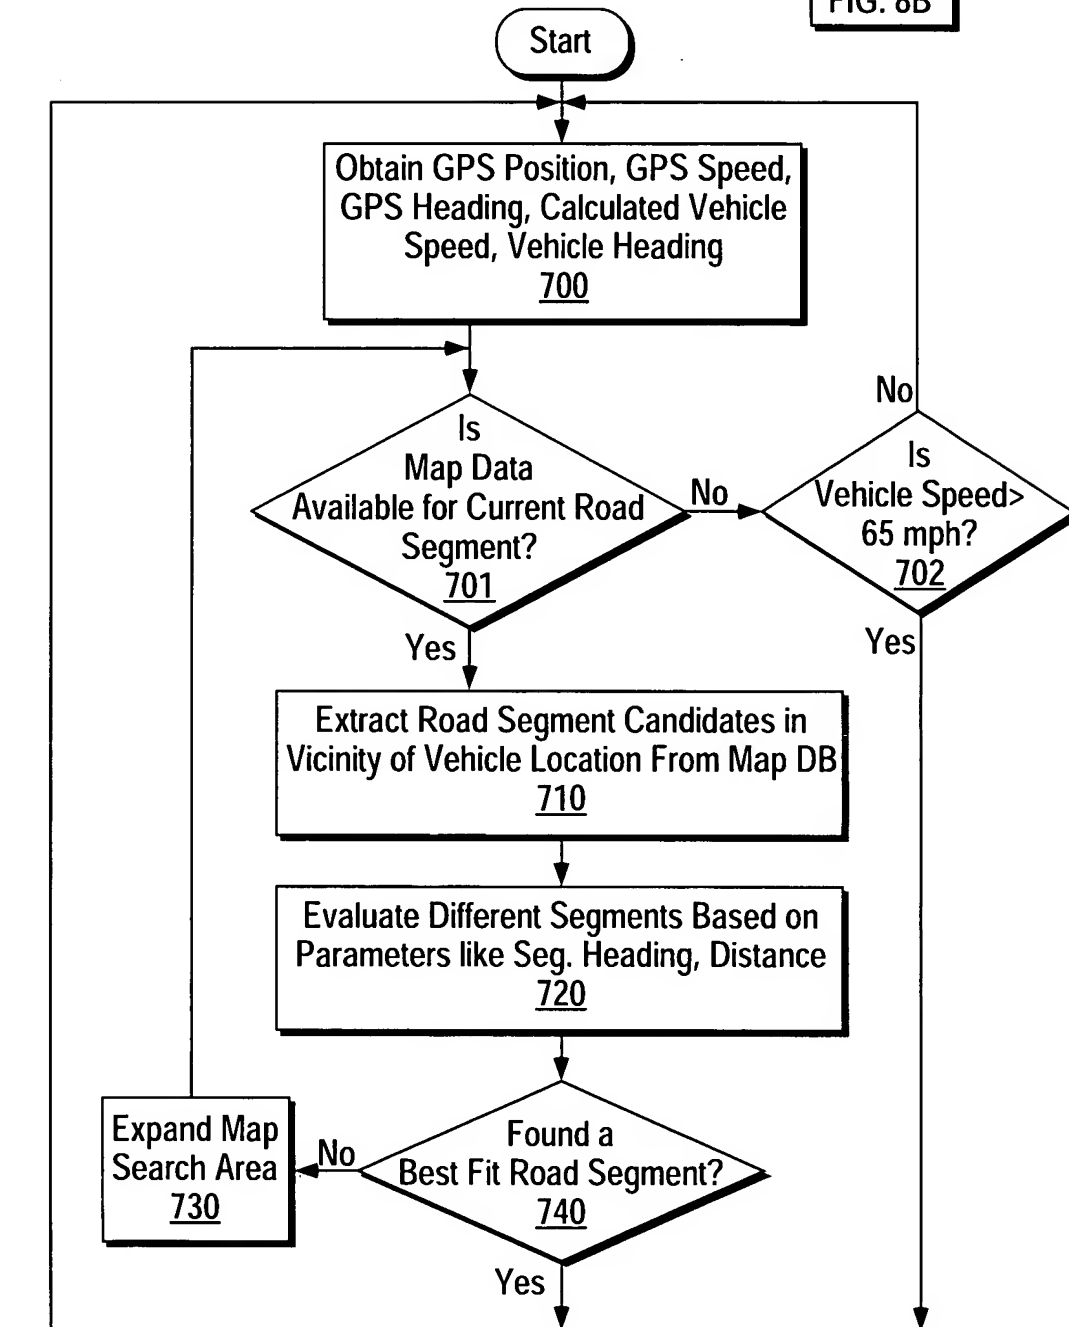 FIG. 8B
Start
Obtain GPS Position, GPS Speed,
GPS Heading, Calculated Vehicle
Speed, Vehicle Heading
700
Is
Map Data
Available for Current Road
Segment?
701
No
No
Is
Vehicle Speed>
65 mph?
702
Yes
Yes
Extract Road Segment Candidates in
Vicinity of Vehicle Location From Map DB
710
Evaluate Different Segments Based on
Parameters like Seg. Heading, Distance
720
Expand Map
Search Area
730
No
Found a
Best Fit Road Segment?
740
Yes